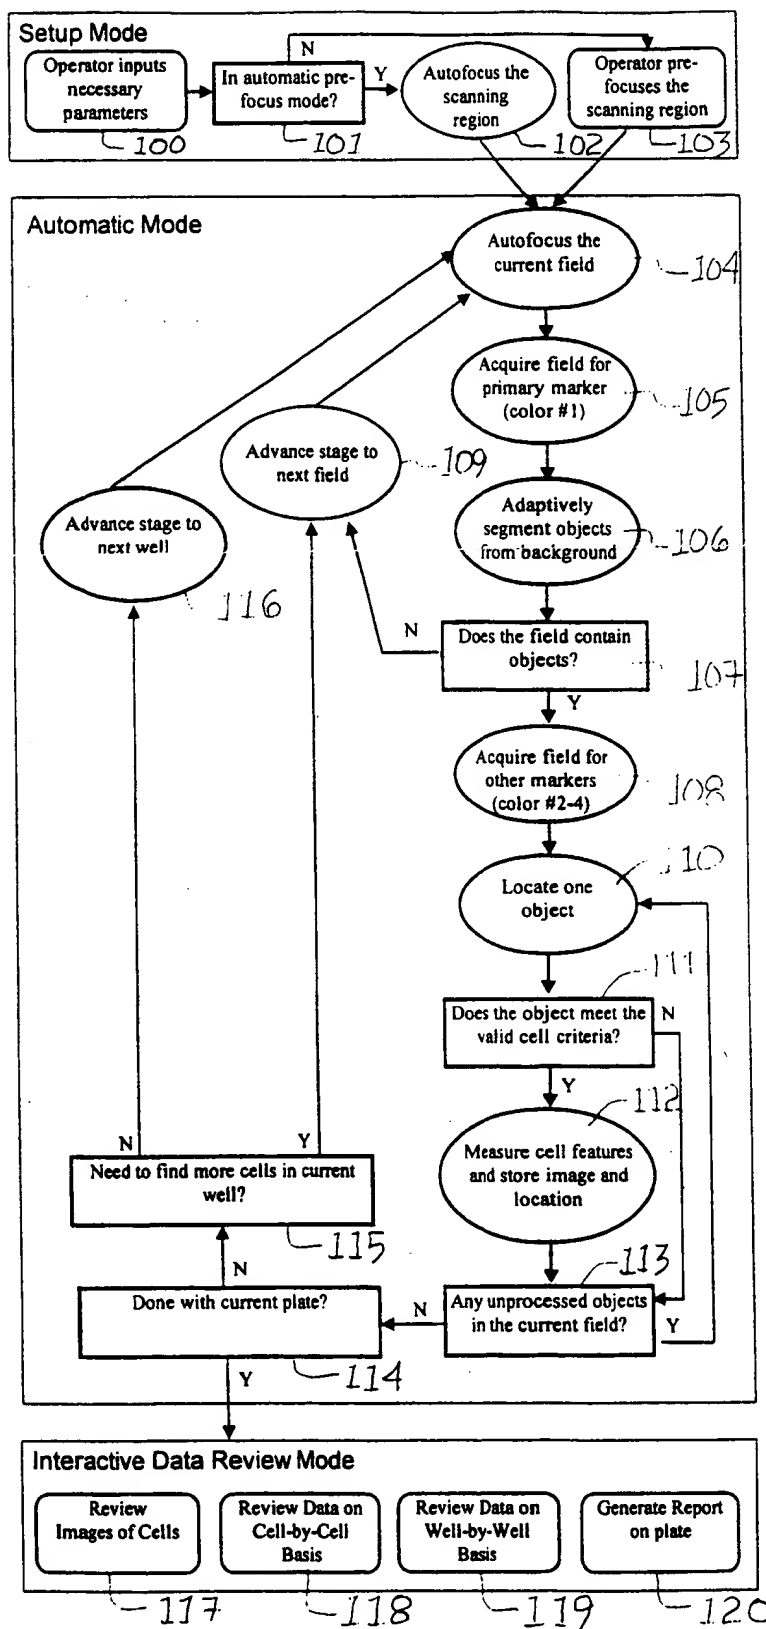 Setup Mode
Operator inputs
necessary
parameters
100
In automatic pre-
focus mode?
101
N
Y
Autofocus the
scanning
region
102
Operator pre-
focuses the
scanning region
103
Automatic Mode
Autofocus the
current field
104
Acquire field for
primary marker
(color #1)
105
Advance stage to
next field
109
Advance stage to
next well
116
Adaptively
segment objects
from background
106
Does the field contain
objects?
107
N
Y
Acquire field for
other markers
(color #2-4)
108
Locate one
object
110
Does the object meet the
valid cell criteria?
111
N
Y
Measure cell features
and store image and
location
112
N
Y
Need to find more cells in current
well?
115
N
Done with current plate?
114
N
Any unprocessed objects
in the current field?
113
Y
Y
Interactive Data Review Mode
Review
Images of Cells
117
Review Data on
Cell-by-Cell
Basis
118
Review Data on
Well-by-Well
Basis
119
Generate Report
on plate
120